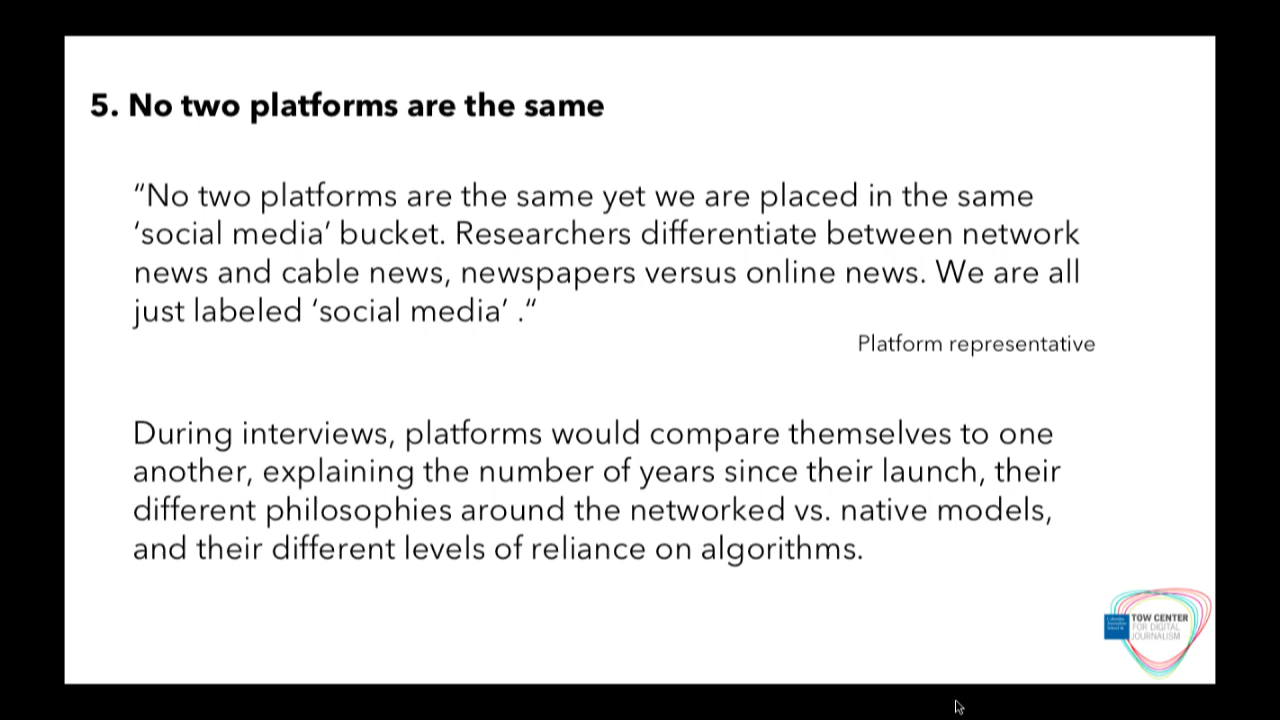 5. No two platforms are the same
“No two platforms are the same yet we are placed in the same
‘social media’ bucket. Researchers differentiate between network
news and cable news, newspapers versus online news. We are all
just labeled ‘social media’ .”
Platform representative
During interviews, platforms would compare themselves to one
another, explaining the number of years since their launch, their
different philosophies around the networked vs. native models,
and their different levels of reliance on algorithms.
TOW CENTER
FOR DIGITAL
JOURNALISM